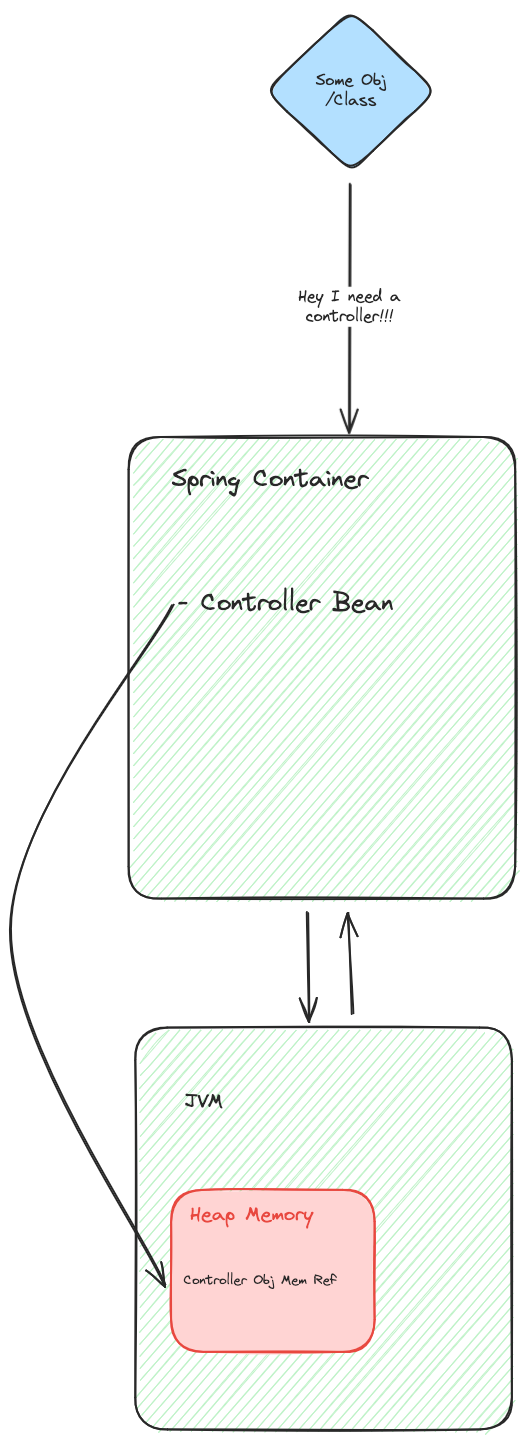 Some Obj
/Class
Hey I need a
controller!!!
Spring Container
- Controller Bean
JVM
Heap Memory
Controller Obj Mem Ref